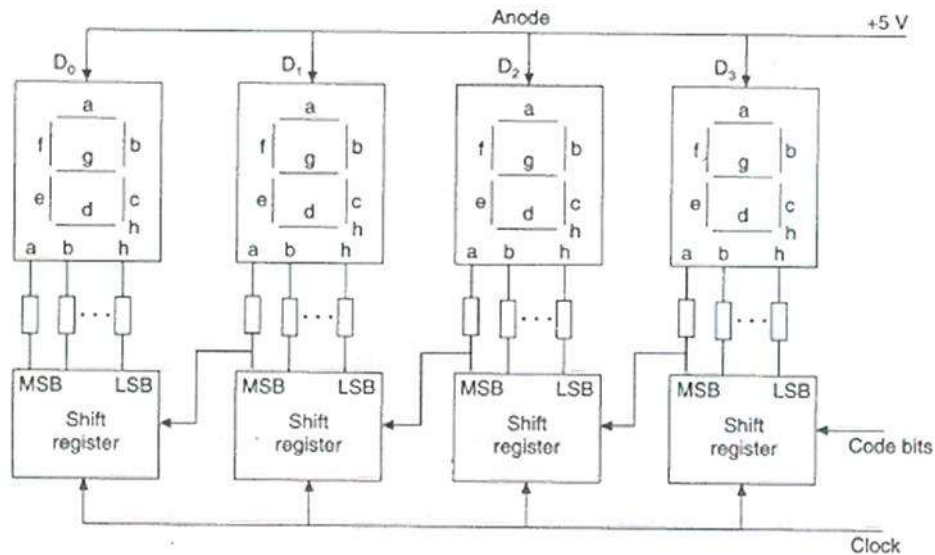 Anode
+5 V
D₀ D₁ D₂ D₃
a a a a
f b f b f b f b
g g g g
e c e c e c e c
d d d d
h h h h
a b h a b h a b h a b h
MSB LSB MSB LSB MSB LSB MSB LSB
Shift register Shift register Shift register Shift register
Code bits
Clock